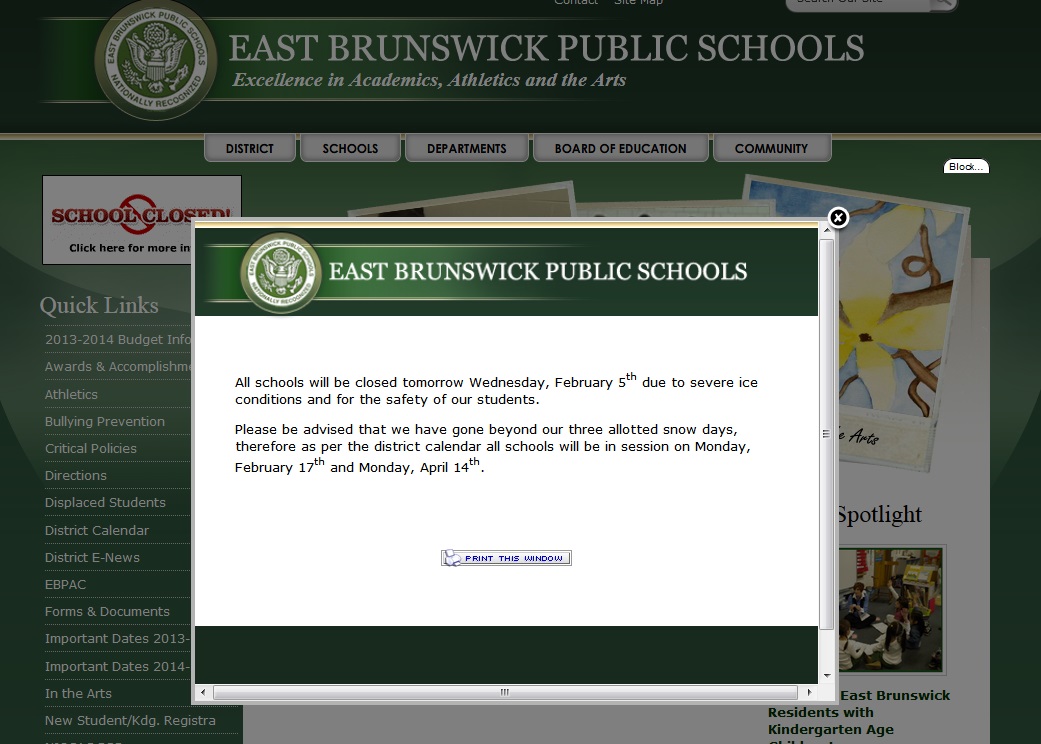 Contact Site Map
Search Our Site
EAST BRUNSWICK PUBLIC SCHOOLS
NATIONALLY RECOGNIZED
EAST BRUNSWICK PUBLIC SCHOOLS
Excellence in Academics, Athletics and the Arts
DISTRICT
SCHOOLS
DEPARTMENTS
BOARD OF EDUCATION
COMMUNITY
Block...
SCHOOL CLOSED!
Click here for more in
EAST BRUNSWICK PUBLIC SCHOOLS
NATIONALLY RECOGNIZED
EAST BRUNSWICK PUBLIC SCHOOLS
All schools will be closed tomorrow Wednesday, February 5th due to severe ice
conditions and for the safety of our students.
Please be advised that we have gone beyond our three allotted snow days,
therefore as per the district calendar all schools will be in session on Monday,
February 17th and Monday, April 14th.
PRINT THIS WINDOW
Quick Links
2013-2014 Budget Info
Awards & Accomplishme
Athletics
Bullying Prevention
Critical Policies
Directions
Displaced Students
District Calendar
District E-News
EBPAC
Forms & Documents
Important Dates 2013-
Important Dates 2014-
In the Arts
New Student/Kdg. Registra
Arts
Spotlight
East Brunswick
Residents with
Kindergarten Age